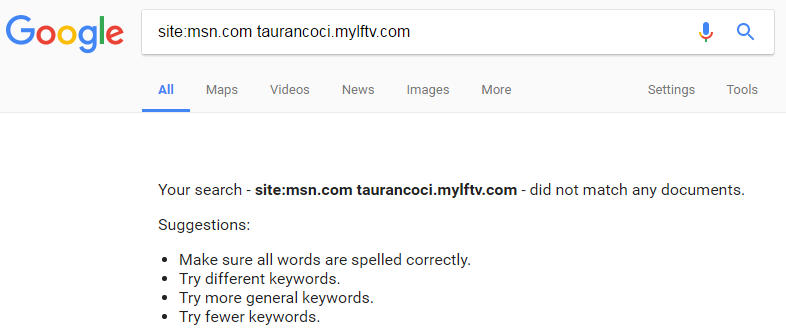 Google
site:msn.com taurancoci.mylftv.com
All Maps Videos News Images More Settings Tools
Your search - site:msn.com taurancoci.mylftv.com - did not match any documents.
Suggestions:
• Make sure all words are spelled correctly.
• Try different keywords.
• Try more general keywords.
• Try fewer keywords.